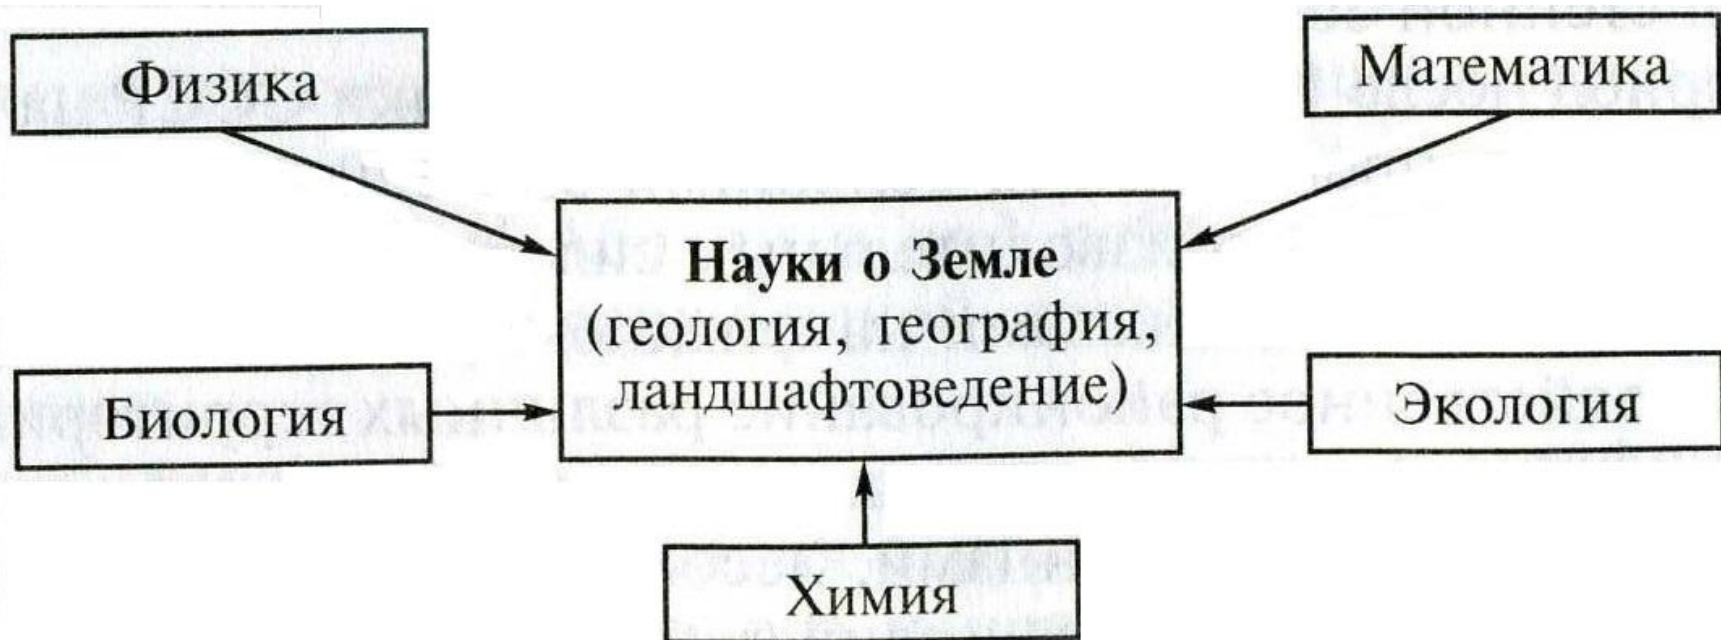 Физика
Математика
Науки о Земле
(геология, география,
ландшафтоведение)
Биология
Экология
Химия